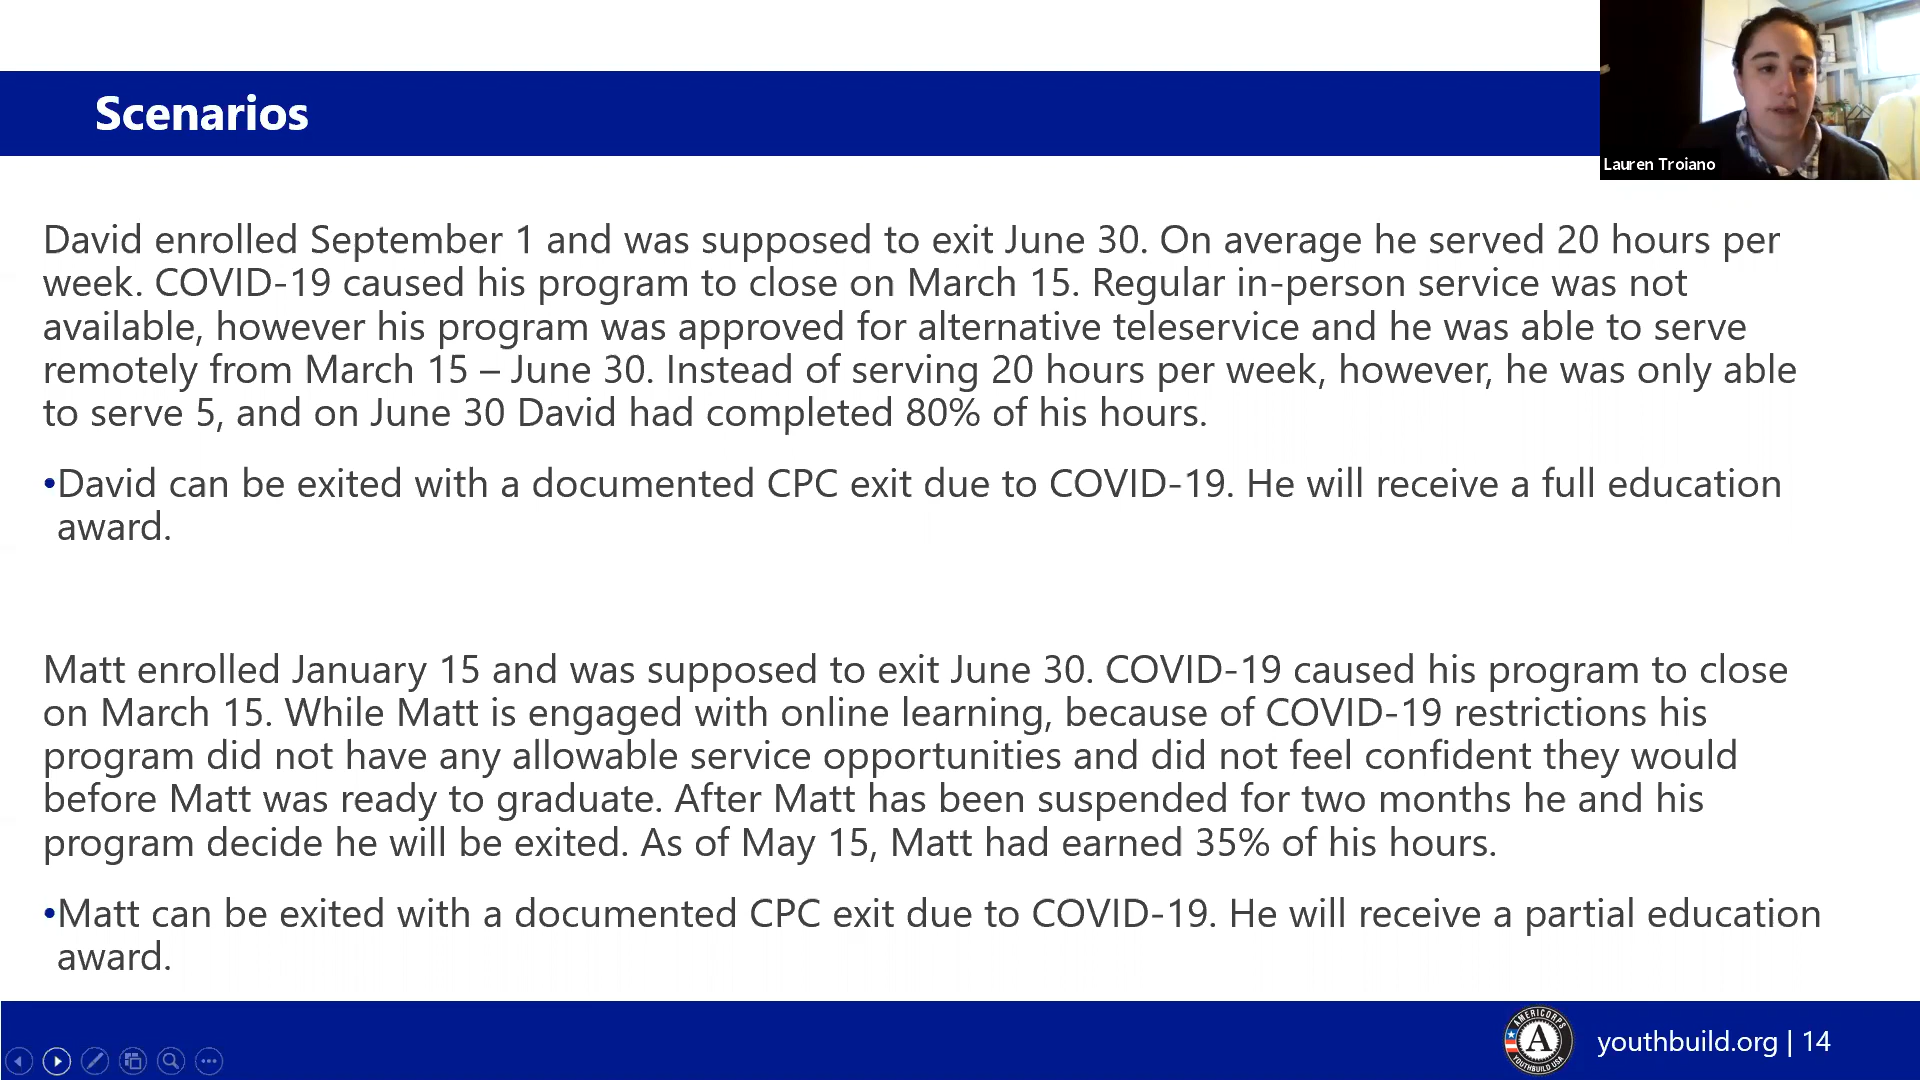 Scenarios
Lauren Troiano
David enrolled September 1 and was supposed to exit June 30. On average he served 20 hours per
week. COVID-19 caused his program to close on March 15. Regular in-person service was not
available, however his program was approved for alternative teleservice and he was able to serve
remotely from March 15 – June 30. Instead of serving 20 hours per week, however, he was only able
to serve 5, and on June 30 David had completed 80% of his hours.
•David can be exited with a documented CPC exit due to COVID-19. He will receive a full education
award.
Matt enrolled January 15 and was supposed to exit June 30. COVID-19 caused his program to close
on March 15. While Matt is engaged with online learning, because of COVID-19 restrictions his
program did not have any allowable service opportunities and did not feel confident they would
before Matt was ready to graduate. After Matt has been suspended for two months he and his
program decide he will be exited. As of May 15, Matt had earned 35% of his hours.
•Matt can be exited with a documented CPC exit due to COVID-19. He will receive a partial education
award.
AMERICORPS
A
YOUTHBUILD USA
youthbuild.org | 14